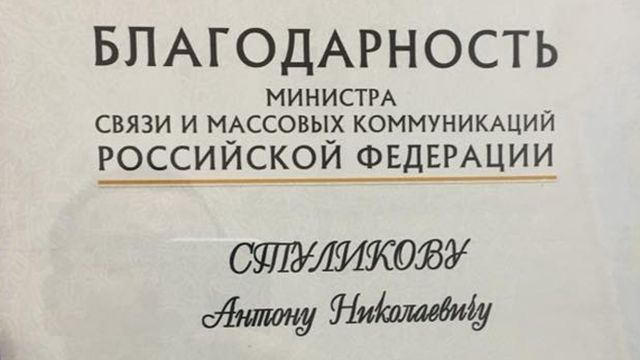 БЛАГОДАРНОСТЬ
МИНИСТРА
СВЯЗИ И МАССОВЫХ КОММУНИКАЦИЙ
РОССИЙСКОЙ ФЕДЕРАЦИИ
СТУЛИКОВУ
Антону Николаевичу